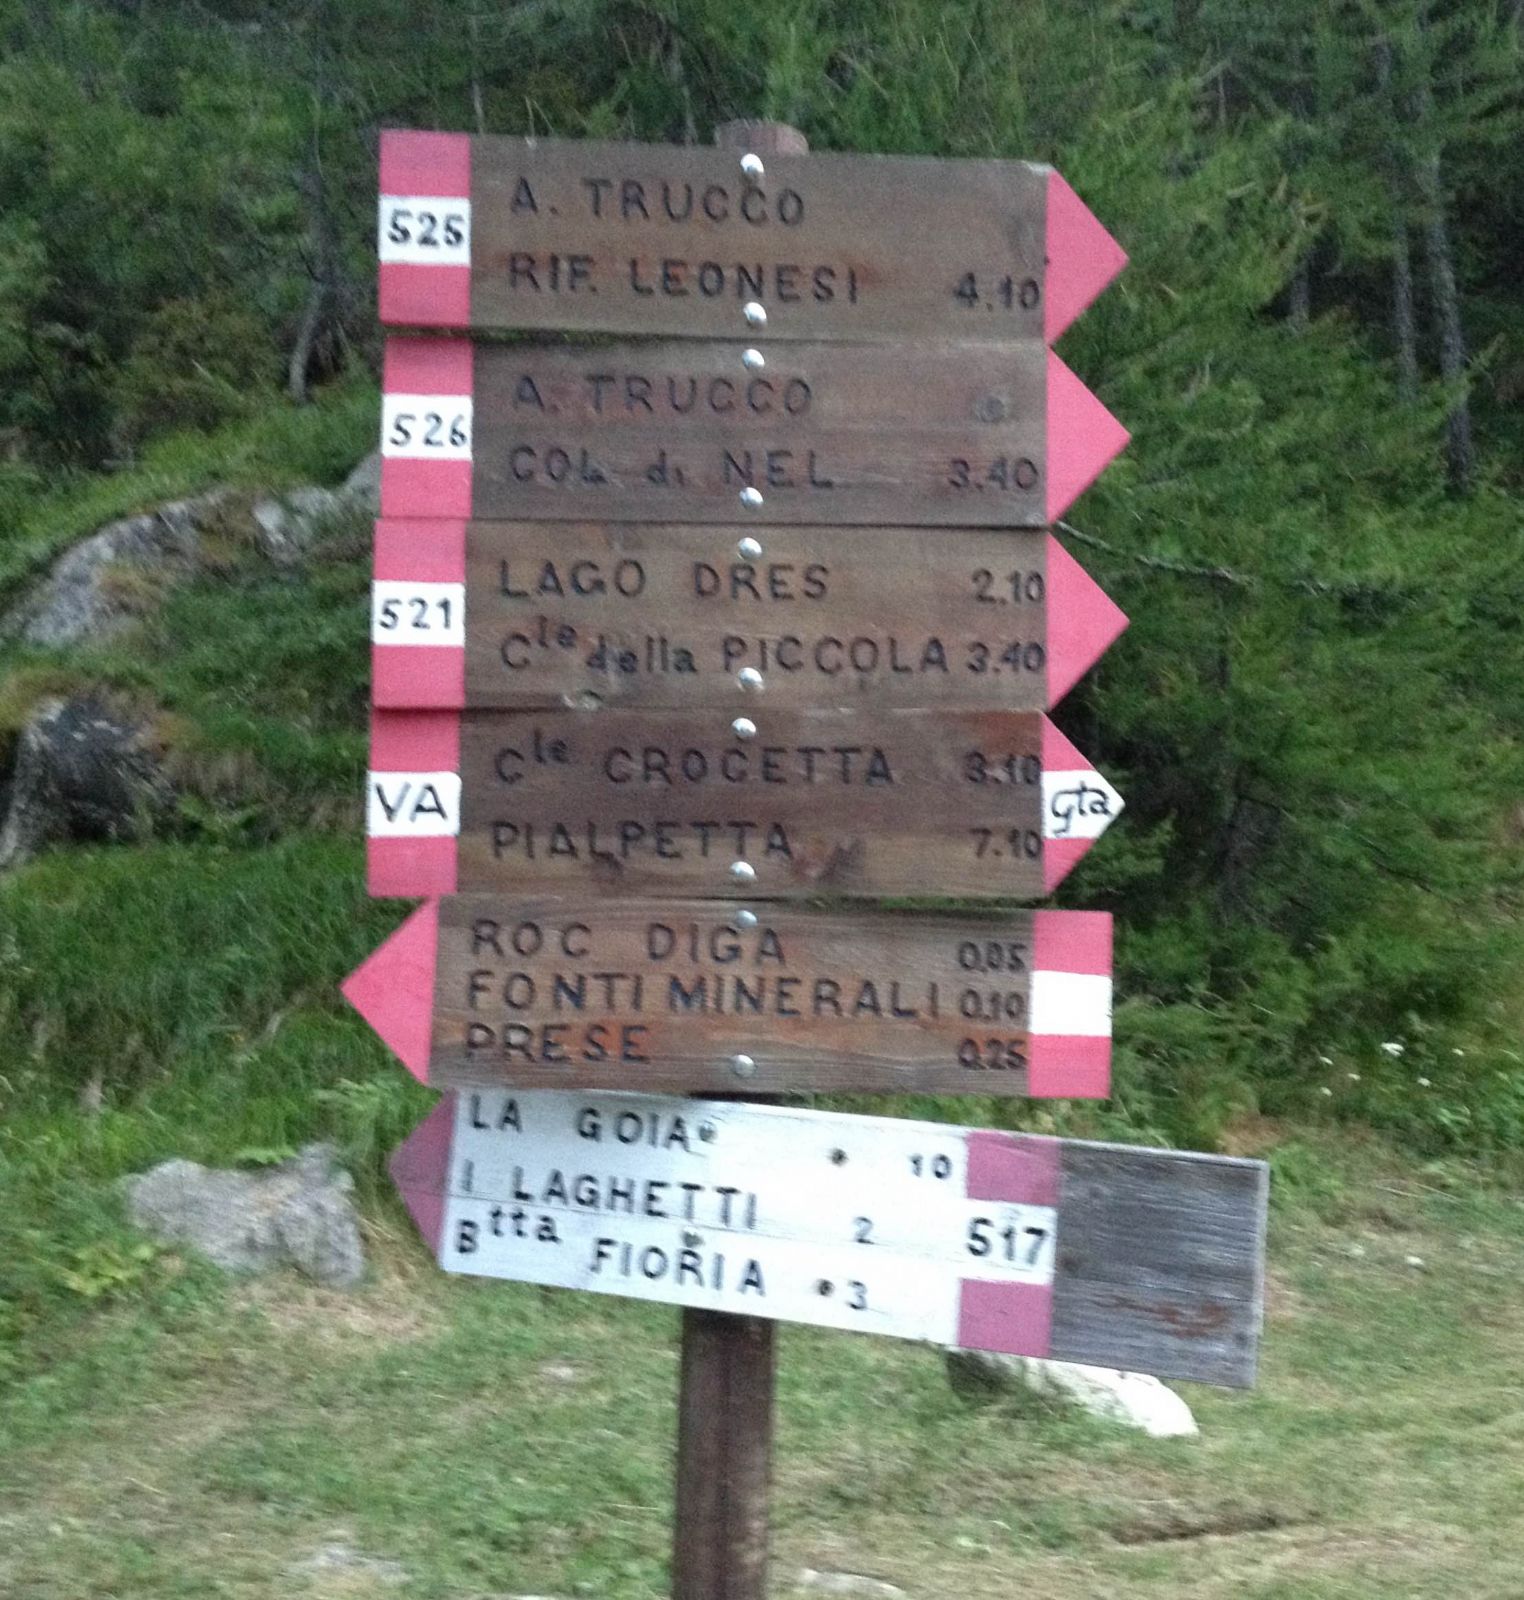 525
A. TRUCCO
RIF. LEONESI 4.10
526
A. TRUCCO
COL di NEL 3.40
521
LAGO DRES 2.10
Cle della PICCOLA 3.40
VA
Cle CROCETTA 3.10
PIALPETTA 7.10
gta
ROC DIGA 0.05
FONTI MINERALI 0.10
PRESE 0.25
LA GOIA 10
I LAGHETTI 2
Btta FIORIA 3
517